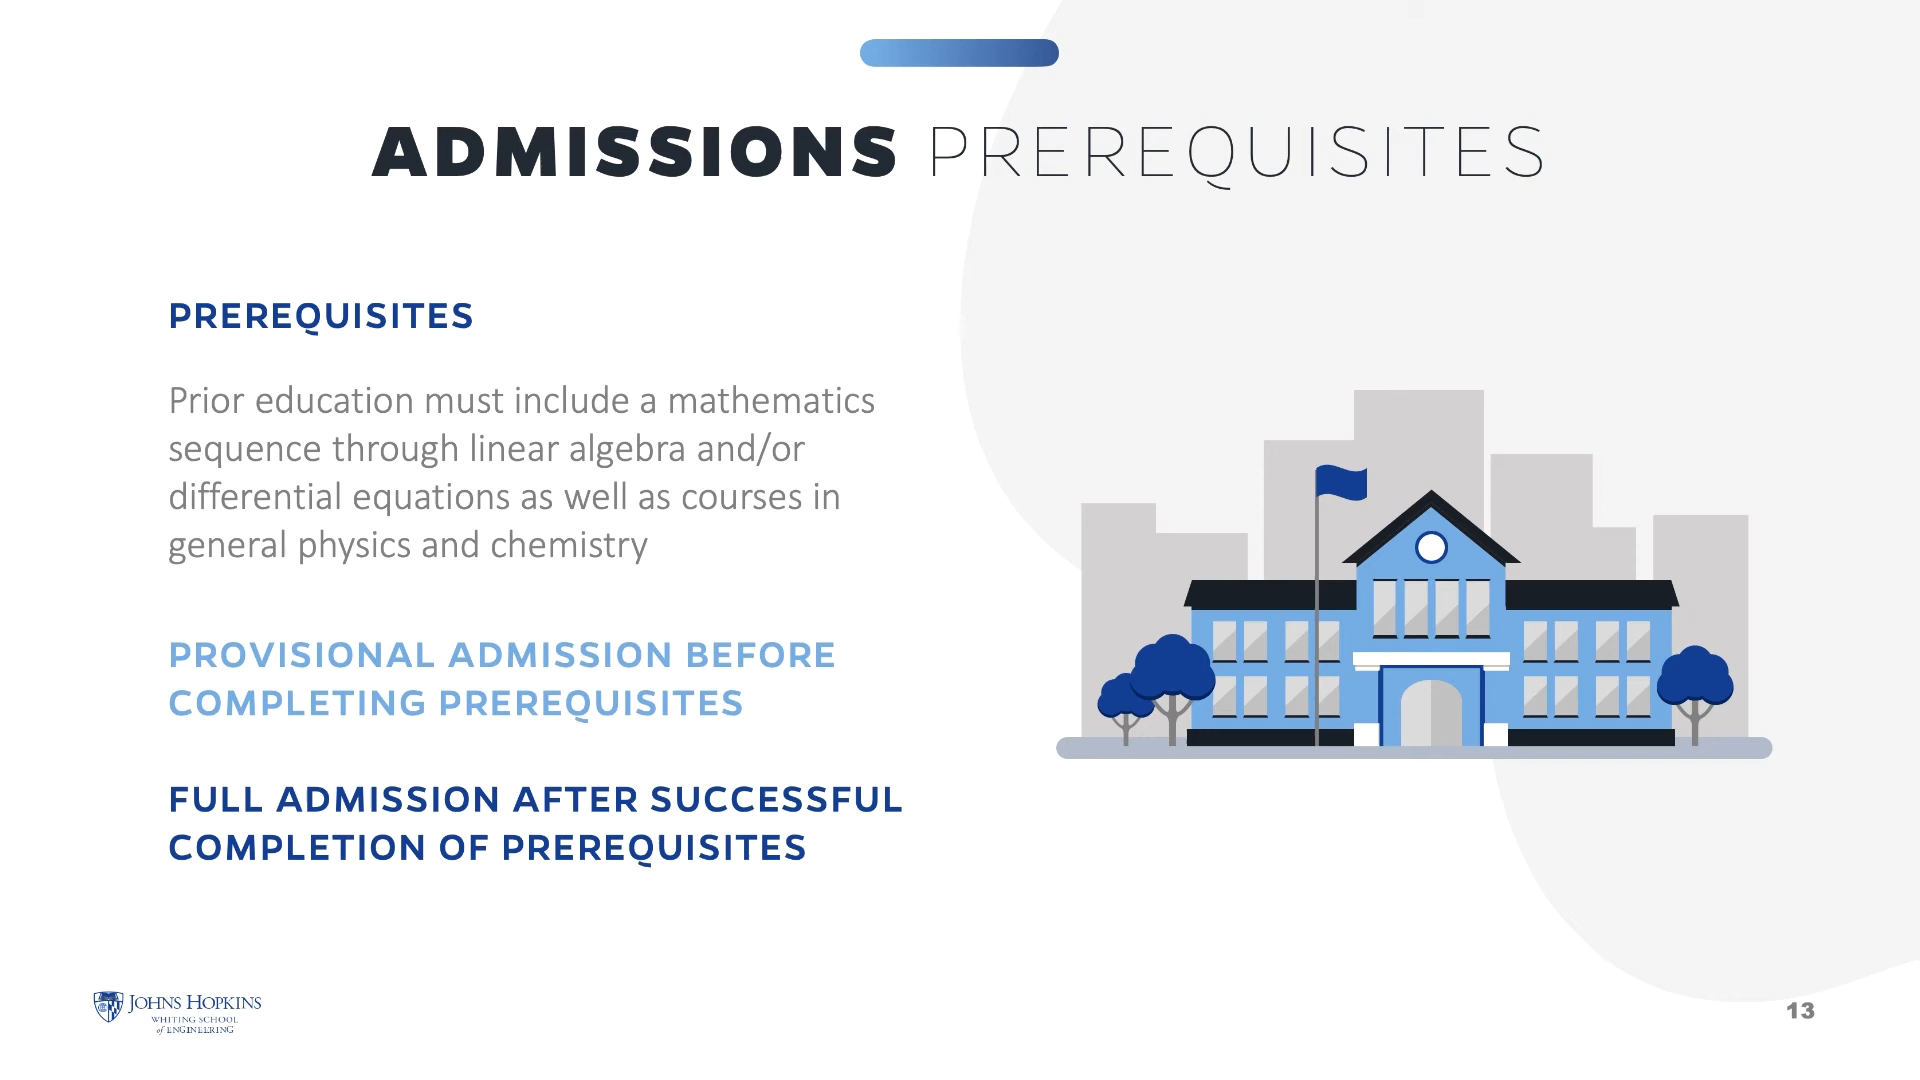 ADMISSIONS PREREQUISITES
PREREQUISITES
Prior education must include a mathematics
sequence through linear algebra and/or
differential equations as well as courses in
general physics and chemistry
PROVISIONAL ADMISSION BEFORE
COMPLETING PREREQUISITES
FULL ADMISSION AFTER SUCCESSFUL
COMPLETION OF PREREQUISITES
JOHNS HOPKINS
WHITING SCHOOL
of ENGINEERING
13